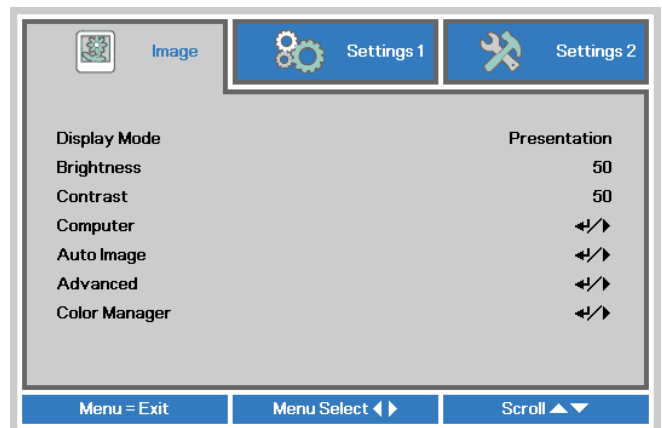 Image Settings 1 Settings 2
Display Mode Presentation
Brightness 50
Contrast 50
Computer ↵/▶
Auto Image ↵/▶
Advanced ↵/▶
Color Manager ↵/▶
Menu = Exit Menu Select ◀▶ Scroll ▲▼